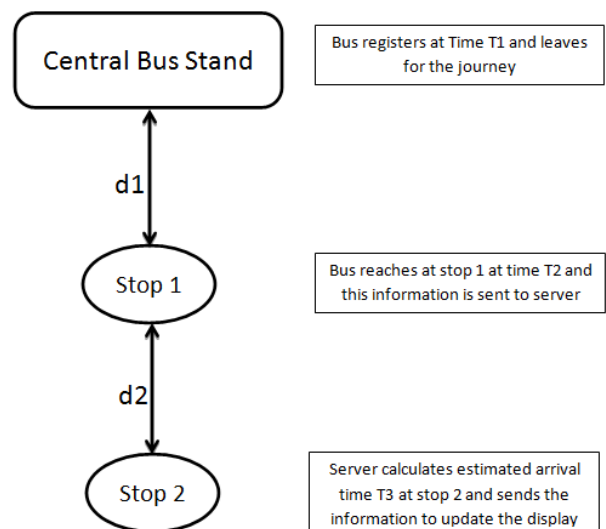 Central Bus Stand
Bus registers at Time T1 and leaves
for the journey
d1
Stop 1
Bus reaches at stop 1 at time T2 and
this information is sent to server
d2
Stop 2
Server calculates estimated arrival
time T3 at stop 2 and sends the
information to update the display